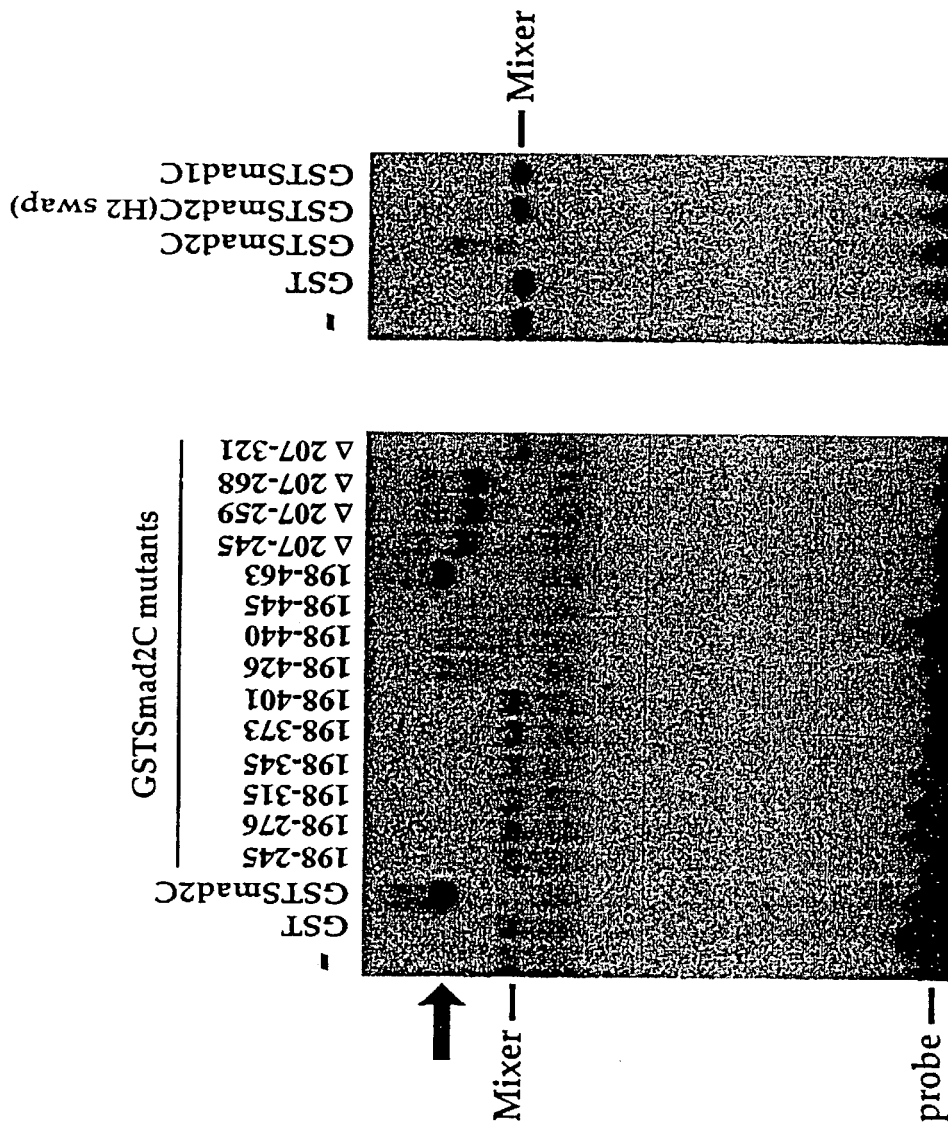 GSTSmad1C
GSTSmad2C(H2 swap)
GSTSmad2C
GST
-
Mixer
GSTSmad2C mutants
Δ 207-321
Δ 207-268
Δ 207-259
Δ 207-245
198-463
198-445
198-440
198-426
198-401
198-373
198-345
198-315
198-276
198-245
GSTSmad2C
GST
-
Mixer
probe